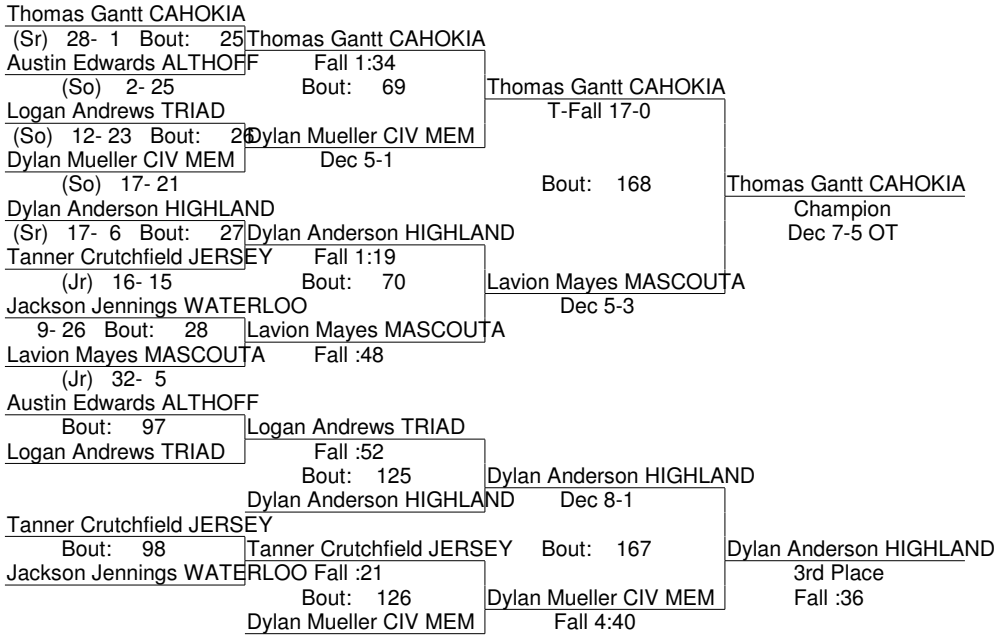 Thomas Gantt CAHOKIA
(Sr) 28- 1 Bout: 25 Thomas Gantt CAHOKIA
Austin Edwards ALTHOFF Fall 1:34
(So) 2- 25 Bout: 69 Thomas Gantt CAHOKIA
Logan Andrews TRIAD T-Fall 17-0
(So) 12- 23 Bout: 26 Dylan Mueller CIV MEM
Dylan Mueller CIV MEM Dec 5-1
(So) 17- 21 Bout: 168 Thomas Gantt CAHOKIA
Dylan Anderson HIGHLAND Champion
(Sr) 17- 6 Bout: 27 Dylan Anderson HIGHLAND Dec 7-5 OT
Tanner Crutchfield JERSEY Fall 1:19
(Jr) 16- 15 Bout: 70 Lavion Mayes MASCOUTA
Jackson Jennings WATERLOO Dec 5-3
9- 26 Bout: 28 Lavion Mayes MASCOUTA
Lavion Mayes MASCOUTA Fall :48
(Jr) 32- 5
Austin Edwards ALTHOFF
Bout: 97 Logan Andrews TRIAD
Logan Andrews TRIAD Fall :52
Bout: 125 Dylan Anderson HIGHLAND
Dylan Anderson HIGHLAND Dec 8-1
Tanner Crutchfield JERSEY
Bout: 98 Tanner Crutchfield JERSEY Bout: 167 Dylan Anderson HIGHLAND
Jackson Jennings WATERLOO Fall :21 3rd Place
Bout: 126 Dylan Mueller CIV MEM Fall :36
Dylan Mueller CIV MEM Fall 4:40